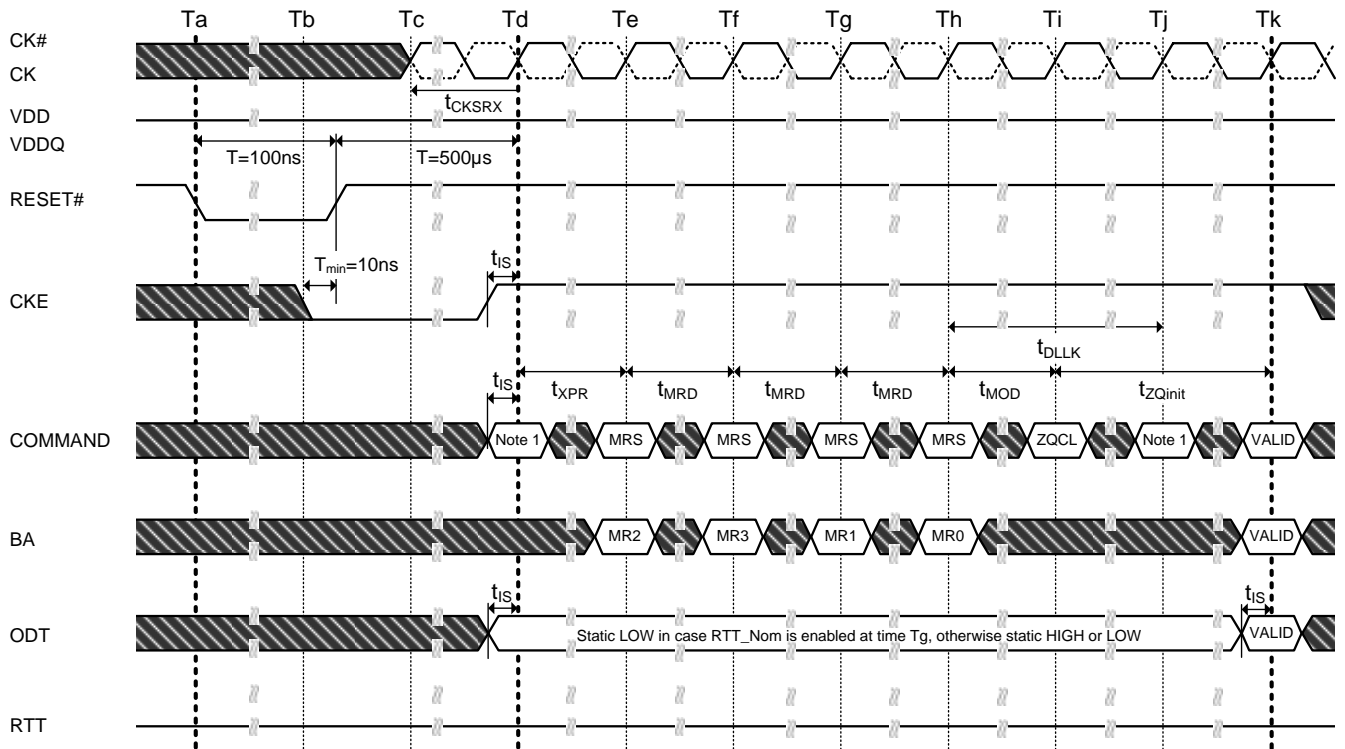 Ta Tb Tc Td Te Tf Tg Th Ti Tj Tk
CK#
CK
tCKSRX
VDD
VDDQ
T=100ns T=500µs
RESET#
Tmin=10ns tIS
CKE
tDLLK
tIS tXPR tMRD tMRD tMRD tMOD tZQinit
COMMAND Note 1 MRS MRS MRS MRS ZQCL Note 1 VALID
BA MR2 MR3 MR1 MR0 VALID
tIS tIS
ODT Static LOW in case RTT_Nom is enabled at time Tg, otherwise static HIGH or LOW VALID
RTT